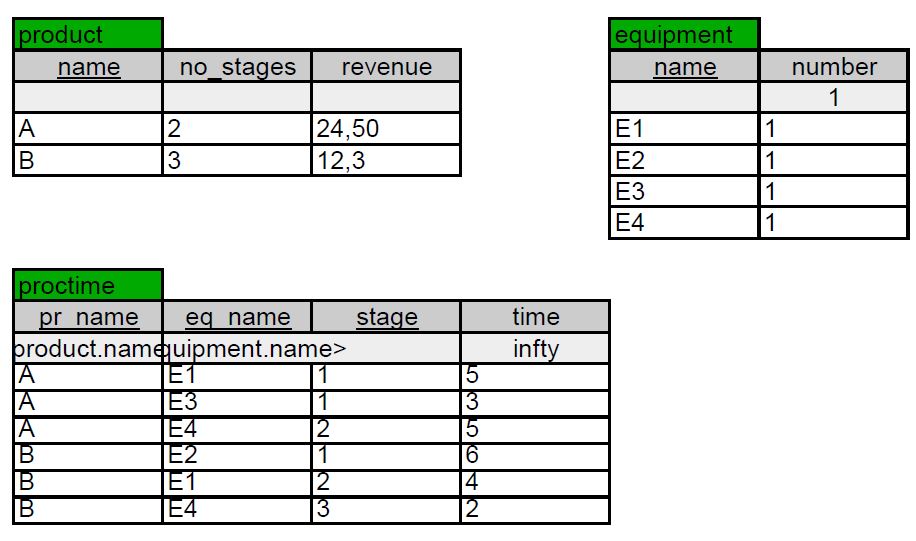 product
name no_stages revenue
A 2 24,50
B 3 12,3
equipment
name number
1
E1 1
E2 1
E3 1
E4 1
proctime
pr_name eq_name stage time
product.name quipment.name> infty
A E1 1 5
A E3 1 3
A E4 2 5
B E2 1 6
B E1 2 4
B E4 3 2